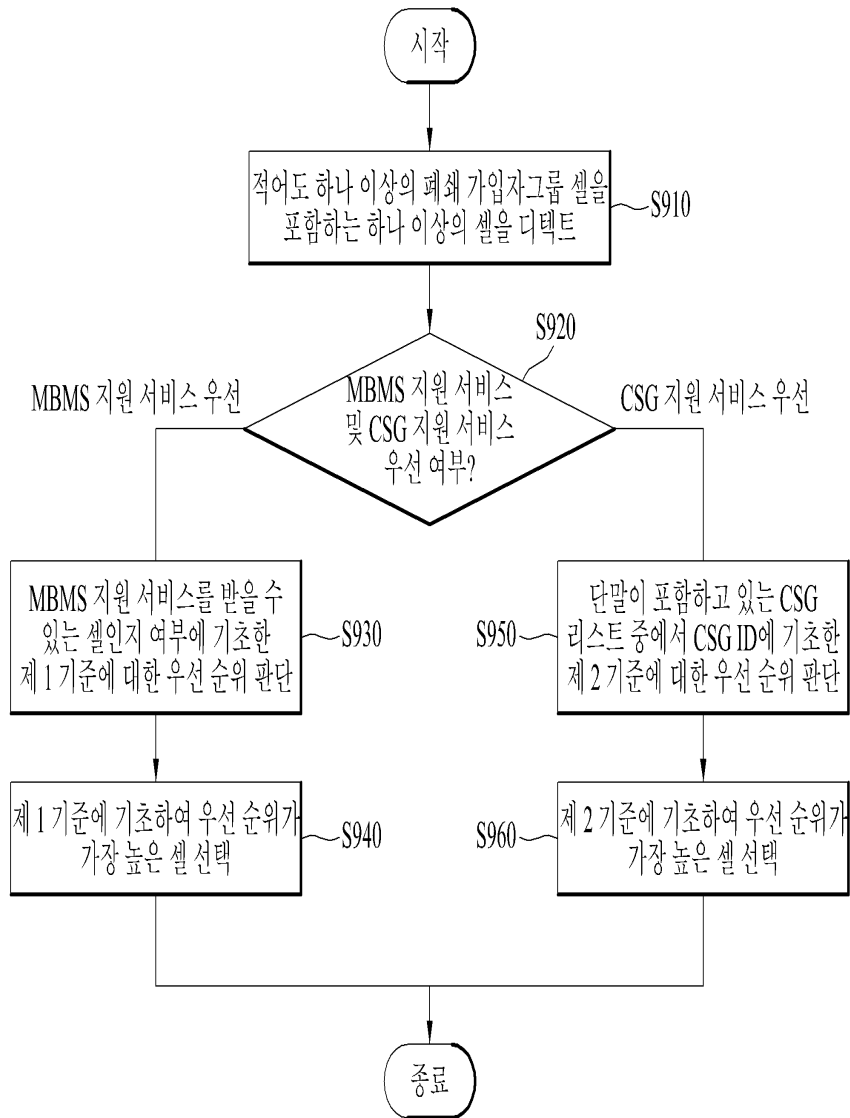 시작
적어도 하나 이상의 폐쇄 가입자그룹 셀을
포함하는 하나 이상의 셀을 디텍트
S910
S920
MBMS 지원 서비스 우선
MBMS 지원 서비스
및 CSG 지원 서비스
우선 여부?
CSG 지원 서비스 우선
MBMS 지원 서비스를 받을 수
있는 셀인지 여부에 기초한
제 1 기준에 대한 우선 순위 판단
S930
S950
단말이 포함하고 있는 CSG
리스트 중에서 CSG ID에 기초한
제 2 기준에 대한 우선 순위 판단
제 1 기준에 기초하여 우선 순위가
가장 높은 셀 선택
S940
S960
제 2 기준에 기초하여 우선 순위가
가장 높은 셀 선택
종료